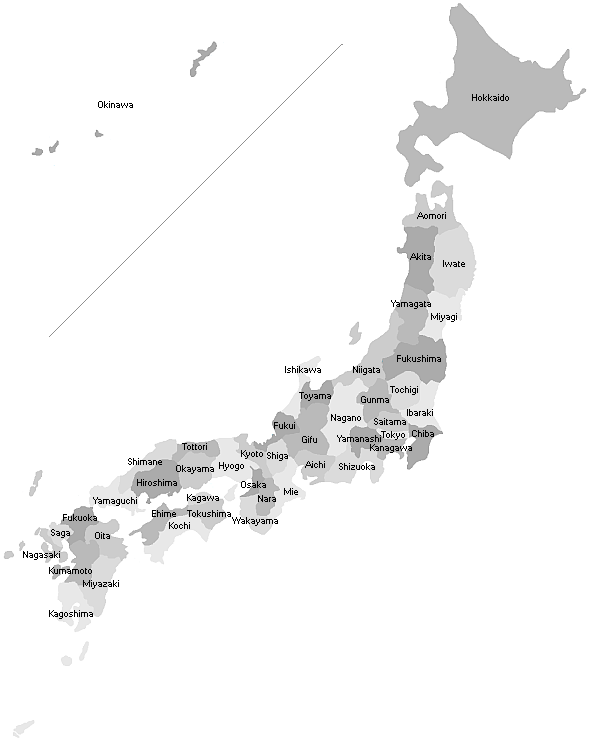 Okinawa
Hokkaido
Aomori
Akita
Iwate
Yamagata
Miyagi
Fukushima
Ishikawa
Niigata
Toyama
Tochigi
Gunma
Nagano
Ibaraki
Saitama
Fukui
Gifu
Yamanashi
Tokyo
Chiba
Kanagawa
Tottori
Kyoto
Shiga
Shimane
Okayama
Hyogo
Aichi
Shizuoka
Hiroshima
Osaka
Mie
Yamaguchi
Kagawa
Nara
Fukuoka
Ehime
Tokushima
Wakayama
Kochi
Saga
Oita
Nagasaki
Kumamoto
Miyazaki
Kagoshima